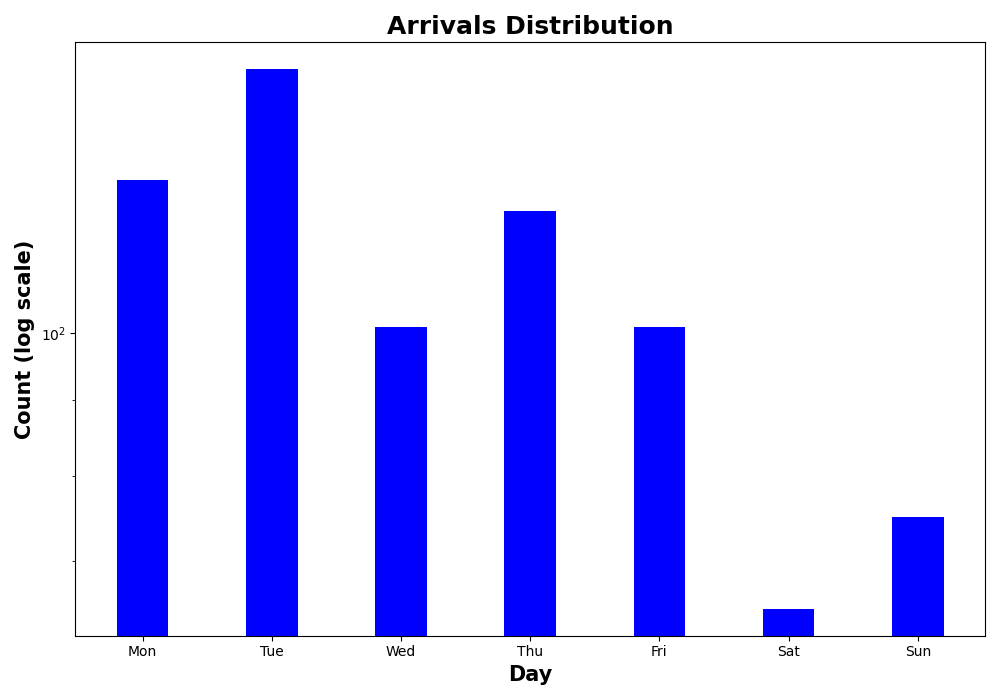 Arrivals Distribution
Count (log scale)
10²
Mon Tue Wed Thu Fri Sat Sun
Day